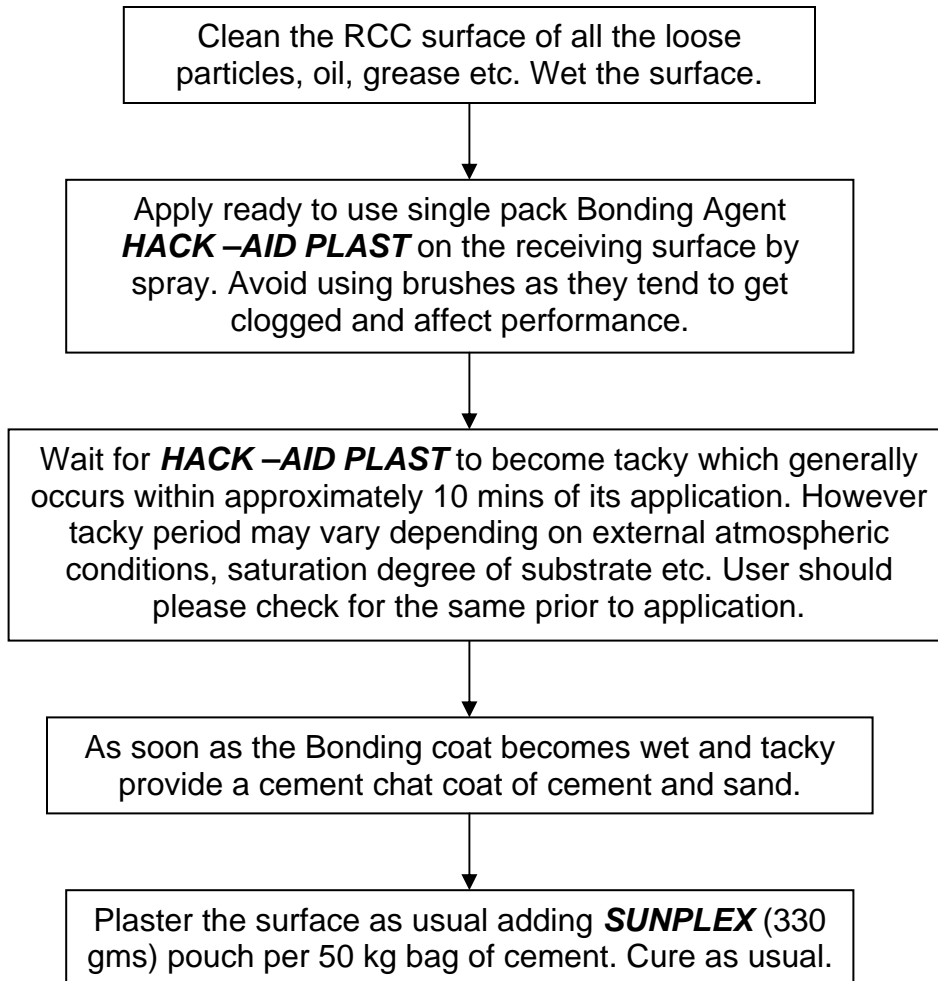 Clean the RCC surface of all the loose
particles, oil, grease etc. Wet the surface.
Apply ready to use single pack Bonding Agent
HACK –AID PLAST on the receiving surface by
spray. Avoid using brushes as they tend to get
clogged and affect performance.
Wait for HACK –AID PLAST to become tacky which generally
occurs within approximately 10 mins of its application. However
tacky period may vary depending on external atmospheric
conditions, saturation degree of substrate etc. User should
please check for the same prior to application.
As soon as the Bonding coat becomes wet and tacky
provide a cement chat coat of cement and sand.
Plaster the surface as usual adding SUNPLEX (330
gms) pouch per 50 kg bag of cement. Cure as usual.